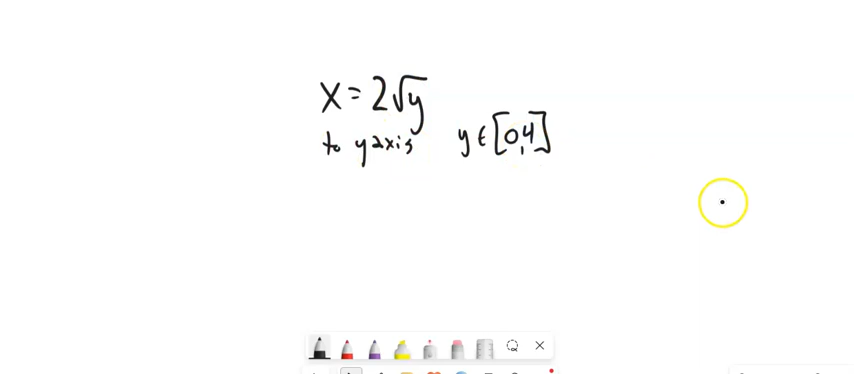 x = 2√y
to y axis y ∈ [0,4]